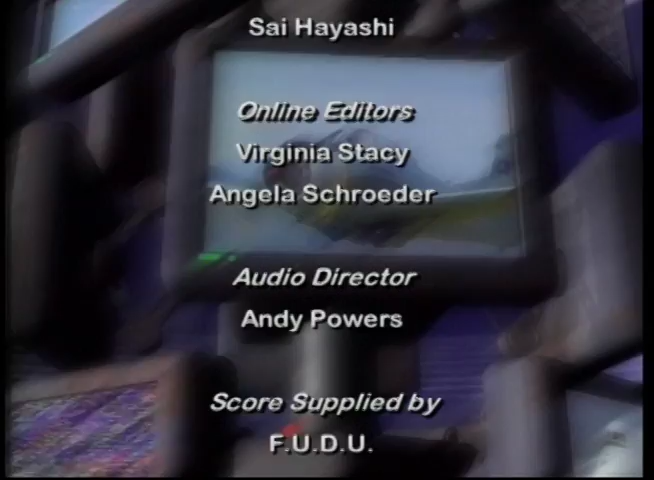 Sai Hayashi
Online Editors
Virginia Stacy
Angela Schroeder
Audio Director
Andy Powers
Score Supplied by
F.U.D.U.